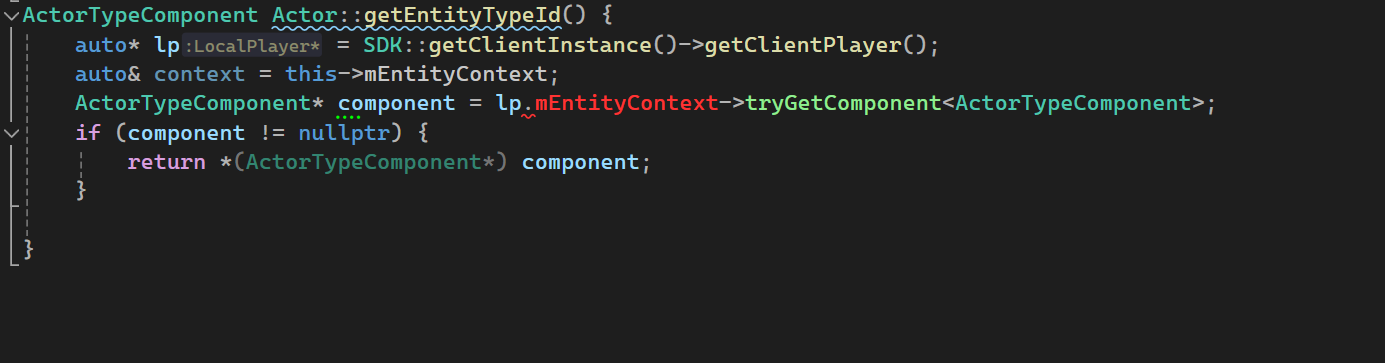 ActorTypeComponent Actor::getEntityTypeId() {
auto* lp :LocalPlayer* = SDK::getClientInstance()->getClientPlayer();
auto& context = this->mEntityContext;
ActorTypeComponent* component = lp.mEntityContext->tryGetComponent<ActorTypeComponent>;
if (component != nullptr) {
return *(ActorTypeComponent*) component;
}
}